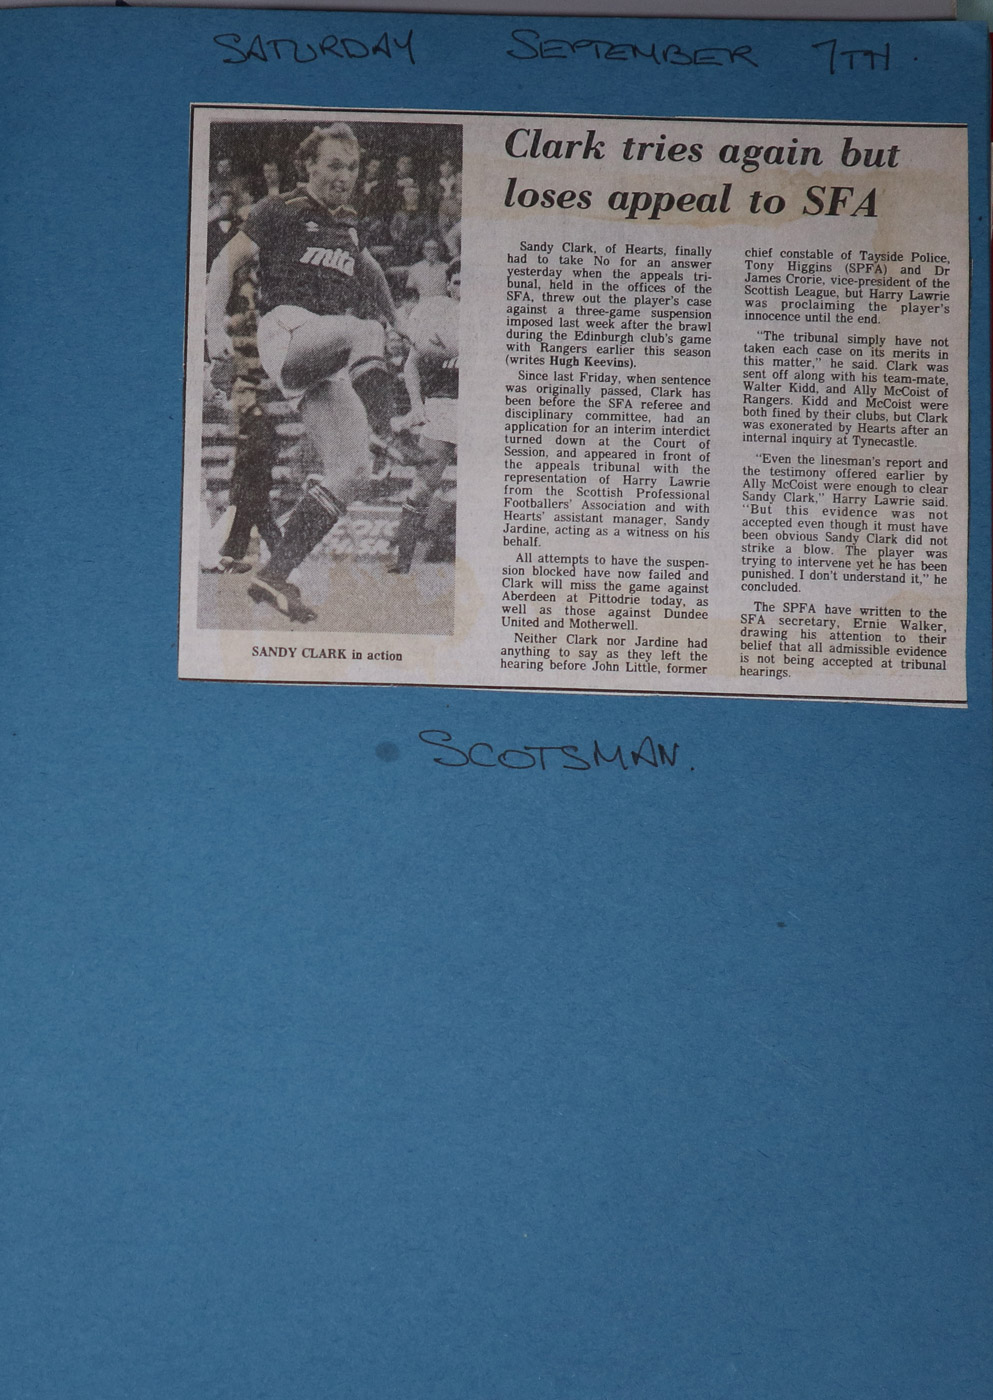 SATURDAY SEPTEMBER 7TH.
Clark tries again but
loses appeal to SFA
mita
SANDY CLARK in action
Sandy Clark, of Hearts, finally
had to take No for an answer
yesterday when the appeals tri-
bunal, held in the offices of the
SFA, threw out the player's case
against a three-game suspension
imposed last week after the brawl
during the Edinburgh club's game
with Rangers earlier this season
(writes Hugh Keevins).
Since last Friday, when sentence
was originally passed, Clark has
been before the SFA referee and
disciplinary committee, had an
application for an interim interdict
turned down at the Court of
Session, and appeared in front of
the appeals tribunal with the
representation of Harry Lawrie
from the Scottish Professional
Footballers' Association and with
Hearts' assistant manager, Sandy
Jardine, acting as a witness on his
behalf.
All attempts to have the suspen-
sion blocked have now failed and
Clark will miss the game against
Aberdeen at Pittodrie today, as
well as those against Dundee
United and Motherwell.
Neither Clark nor Jardine had
anything to say as they left the
hearing before John Little, former
chief constable of Tayside Police,
Tony Higgins (SPFA) and Dr
James Crorie, vice-president of the
Scottish League, but Harry Lawrie
was proclaiming the player's
innocence until the end.
"The tribunal simply have not
taken each case on its merits in
this matter," he said. Clark was
sent off along with his team-mate,
Walter Kidd, and Ally McCoist of
Rangers. Kidd and McCoist were
both fined by their clubs, but Clark
was exonerated by Hearts after an
internal inquiry at Tynecastle.
"Even the linesman's report and
the testimony offered earlier by
Ally McCoist were enough to clear
Sandy Clark," Harry Lawrie said.
"But this evidence was not
accepted even though it must have
been obvious Sandy Clark did not
strike a blow. The player was
trying to intervene yet he has been
punished. I don't understand it," he
concluded.
The SPFA have written to the
SFA secretary, Ernie Walker,
drawing his attention to their
belief that all admissible evidence
is not being accepted at tribunal
hearings.
SCOTSMAN.